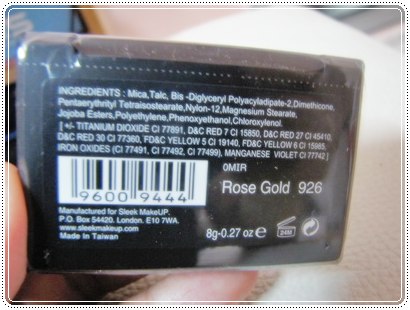 INGREDIENTS : Mica,Talc, Bis -Diglyceryl Polyacyladipate-2,Dimethicone,
Pentaerythrityl Tetraisostearate,Nylon-12,Magnesium Stearate,
Jojoba Esters,Polyethylene,Phenoxyethanol,Chloroxylenol.
[ +/- TITANIUM DIOXIDE CI 77891, D&C RED 7 CI 15850, D&C RED 27 CI 45410,
D&C RED 30 CI 77360, FD&C YELLOW 5 CI 19140, FD&C YELLOW 6 CI 15985,
IRON OXIDES (CI 77491, CI 77492, CI 77499), MANGANESE VIOLET CI 77742 ]
0MIR
Rose Gold 926
9600 9444
Manufactured for Sleek MakeUP,
P.O. Box 54420, London. E10 7WA.
www.sleekmakeup.com
Made In Taiwan
8g-0.27 oz e
24M